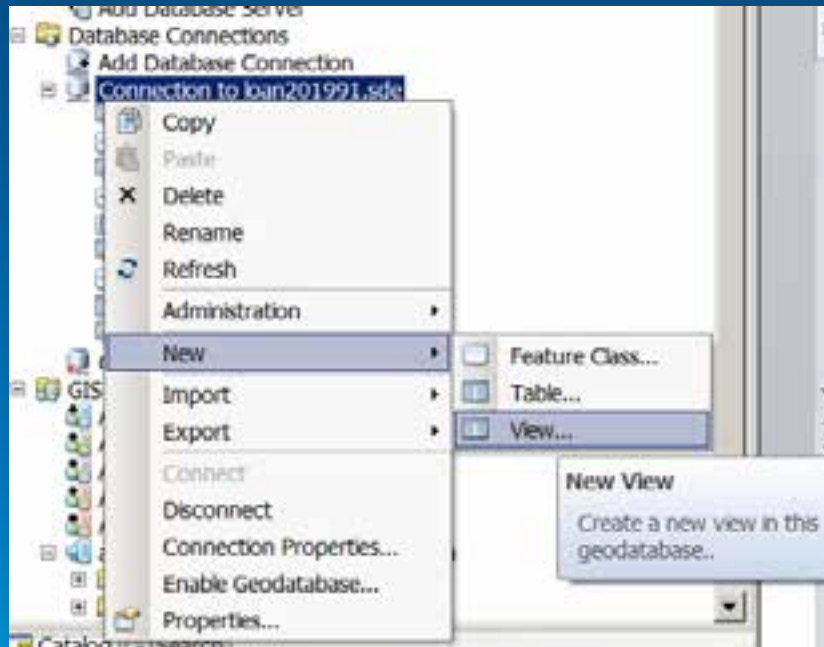 Add Database Server
Database Connections
Add Database Connection
Connection to loan201991.sde
Copy
Paste
Delete
Rename
Refresh
Administration
New
Feature Class...
GIS
Import
Table...
Export
View...
Connect
New View
Disconnect
Create a new view in this
geodatabase..
Connection Properties...
Enable Geodatabase...
Properties...
Catalog
Search